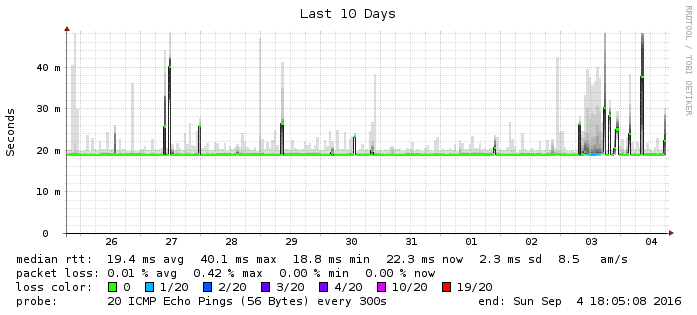 Last 10 Days
RRDTOOL / TOBI OETIKER
Seconds
40 m
30 m
20 m
10 m
0
26 27 28 29 30 31 01 02 03 04
median rtt: 19.4 ms avg 40.1 ms max 18.8 ms min 22.3 ms now 2.3 ms sd 8.5 am/s
packet loss: 0.01 % avg 0.42 % max 0.00 % min 0.00 % now
loss color: 0 1/20 2/20 3/20 4/20 10/20 19/20
probe: 20 ICMP Echo Pings (56 Bytes) every 300s end: Sun Sep 4 18:05:08 2016